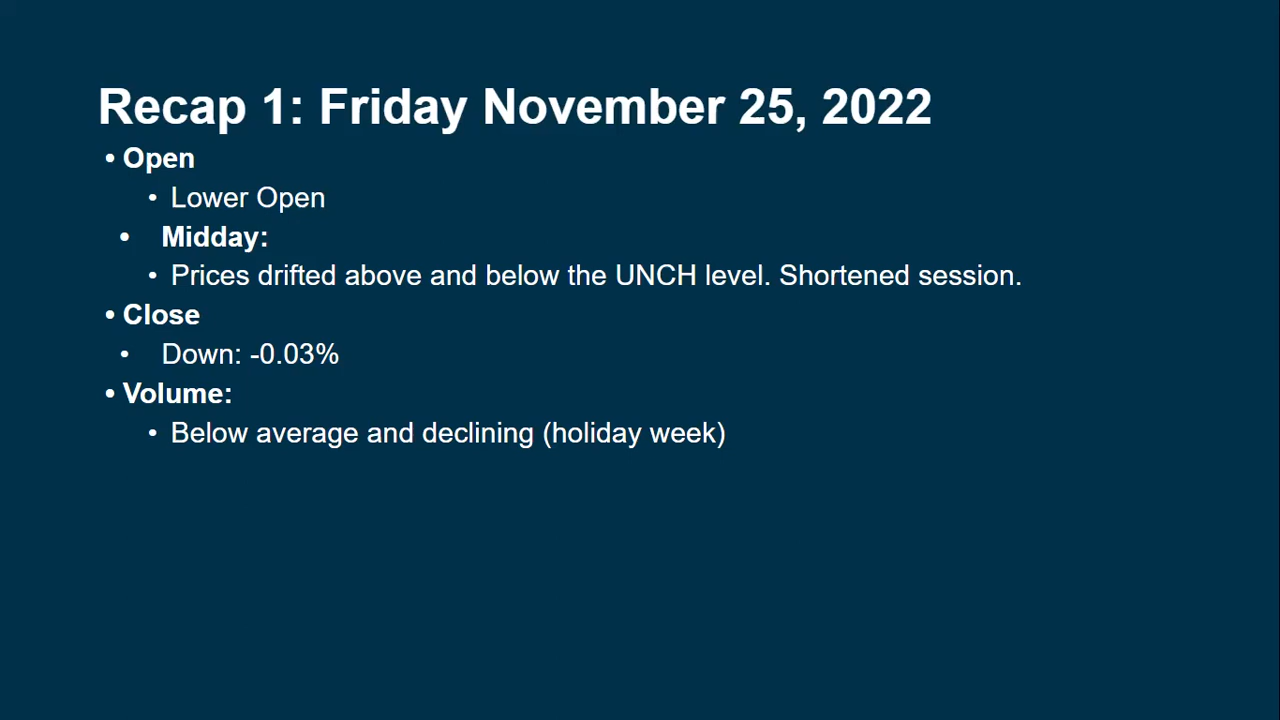 Recap 1: Friday November 25, 2022
• Open
• Lower Open
• Midday:
• Prices drifted above and below the UNCH level. Shortened session.
• Close
• Down: -0.03%
• Volume:
• Below average and declining (holiday week)